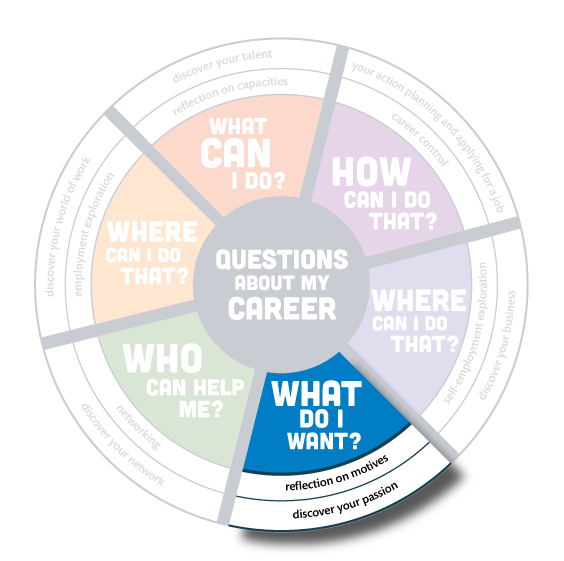 discover your talent
reflection on capacities
WHAT
CAN
I DO?
your action planning and applying for a job
career control
HOW
CAN I DO
THAT?
discover your world of work
employment exploration
WHERE
CAN I DO
THAT?
QUESTIONS
ABOUT MY
CAREER
WHERE
CAN I DO
THAT?
self-employment exploration
discover your business
WHO
CAN HELP
ME?
networking
discover your network
WHAT
DO I
WANT?
reflection on motives
discover your passion